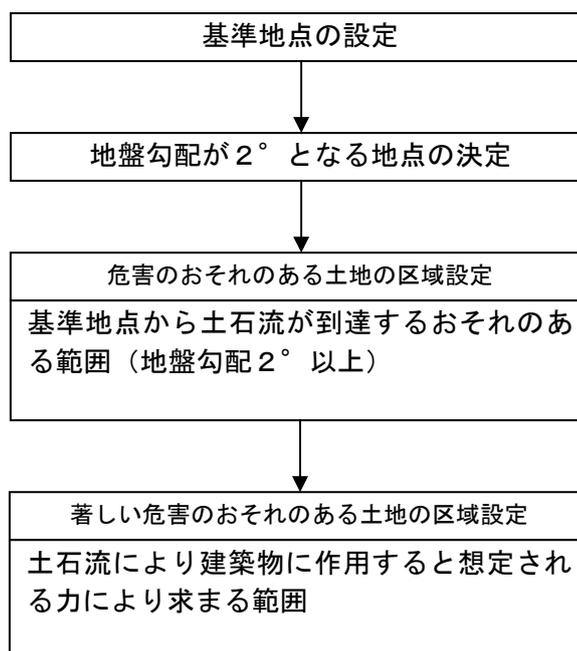 基準地点の設定
地盤勾配が２°となる地点の決定
危害のおそれのある土地の区域設定
基準地点から土石流が到達するおそれのあ
る範囲（地盤勾配２°以上）
著しい危害のおそれのある土地の区域設定
土石流により建築物に作用すると想定され
る力により求まる範囲